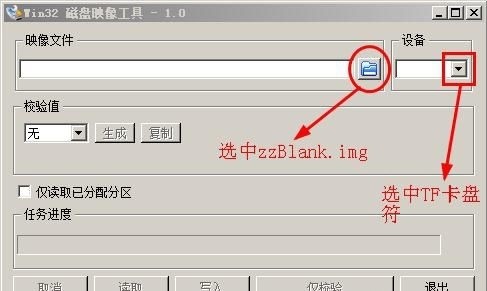 Win32 磁盘映像工具 - 1.0
映像文件
设备
校验值
无
生成
复制
选中zzBlank.img
选中TF卡盘
符
仅读取已分配分区
任务进度
取消
读取
写入
仅校验
退出